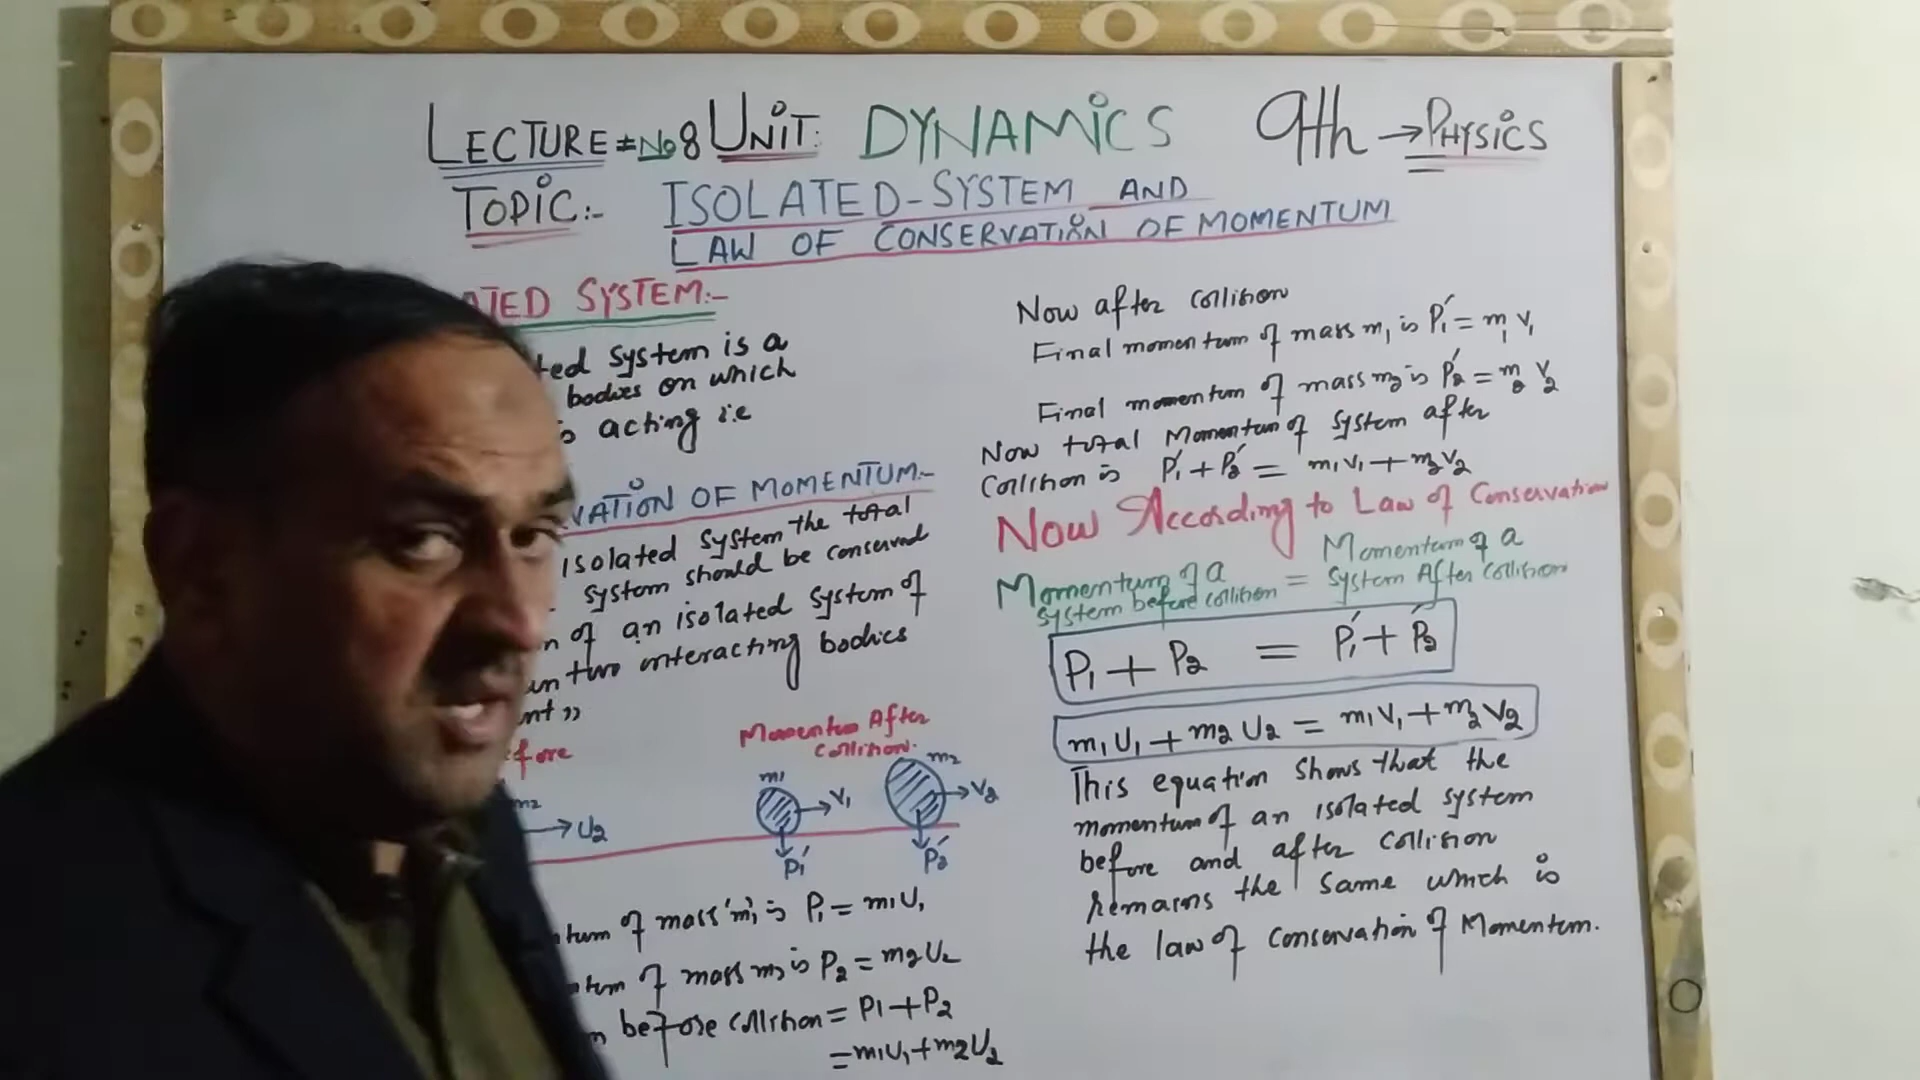 LECTURE=No 8 UNIT: DYNAMICS 9th → PHYSICS
TOPIC:- ISOLATED-SYSTEM AND
LAW OF CONSERVATION OF MOMENTUM
ATED SYSTEM:-
ted system is a
bodies on which
acting i.e
VATION OF MOMENTUM:-
isolated system the total
system should be conserved
n of an isolated system of
two interacting bodies
nt”
fore
m2
→ U2
Momentum After
Collision.
m1
→ V1
P1′
m2
→ V2
P2′
tum of mass 'm1' is P1 = m1U1
tum of mass m2 is P2 = m2U2
n before collision = P1+P2
= m1U1+m2U2
Now after collision
Final momentum of mass m1 is P1′ = m1V1
Final momentum of mass m2 is P2′ = m2V2
Now total Momentum of system after
Collision is P1′ + P2′ = m1V1 + m2V2
Now According to Law of Conservation
Momentum of a
system before collision = Momentum of a
system After Collision
P1 + P2 = P1′ + P2′
m1U1 + m2U2 = m1V1 + m2V2
This equation shows that the
momentum of an isolated system
before and after collision
remains the same which is
the law of conservation of Momentum.